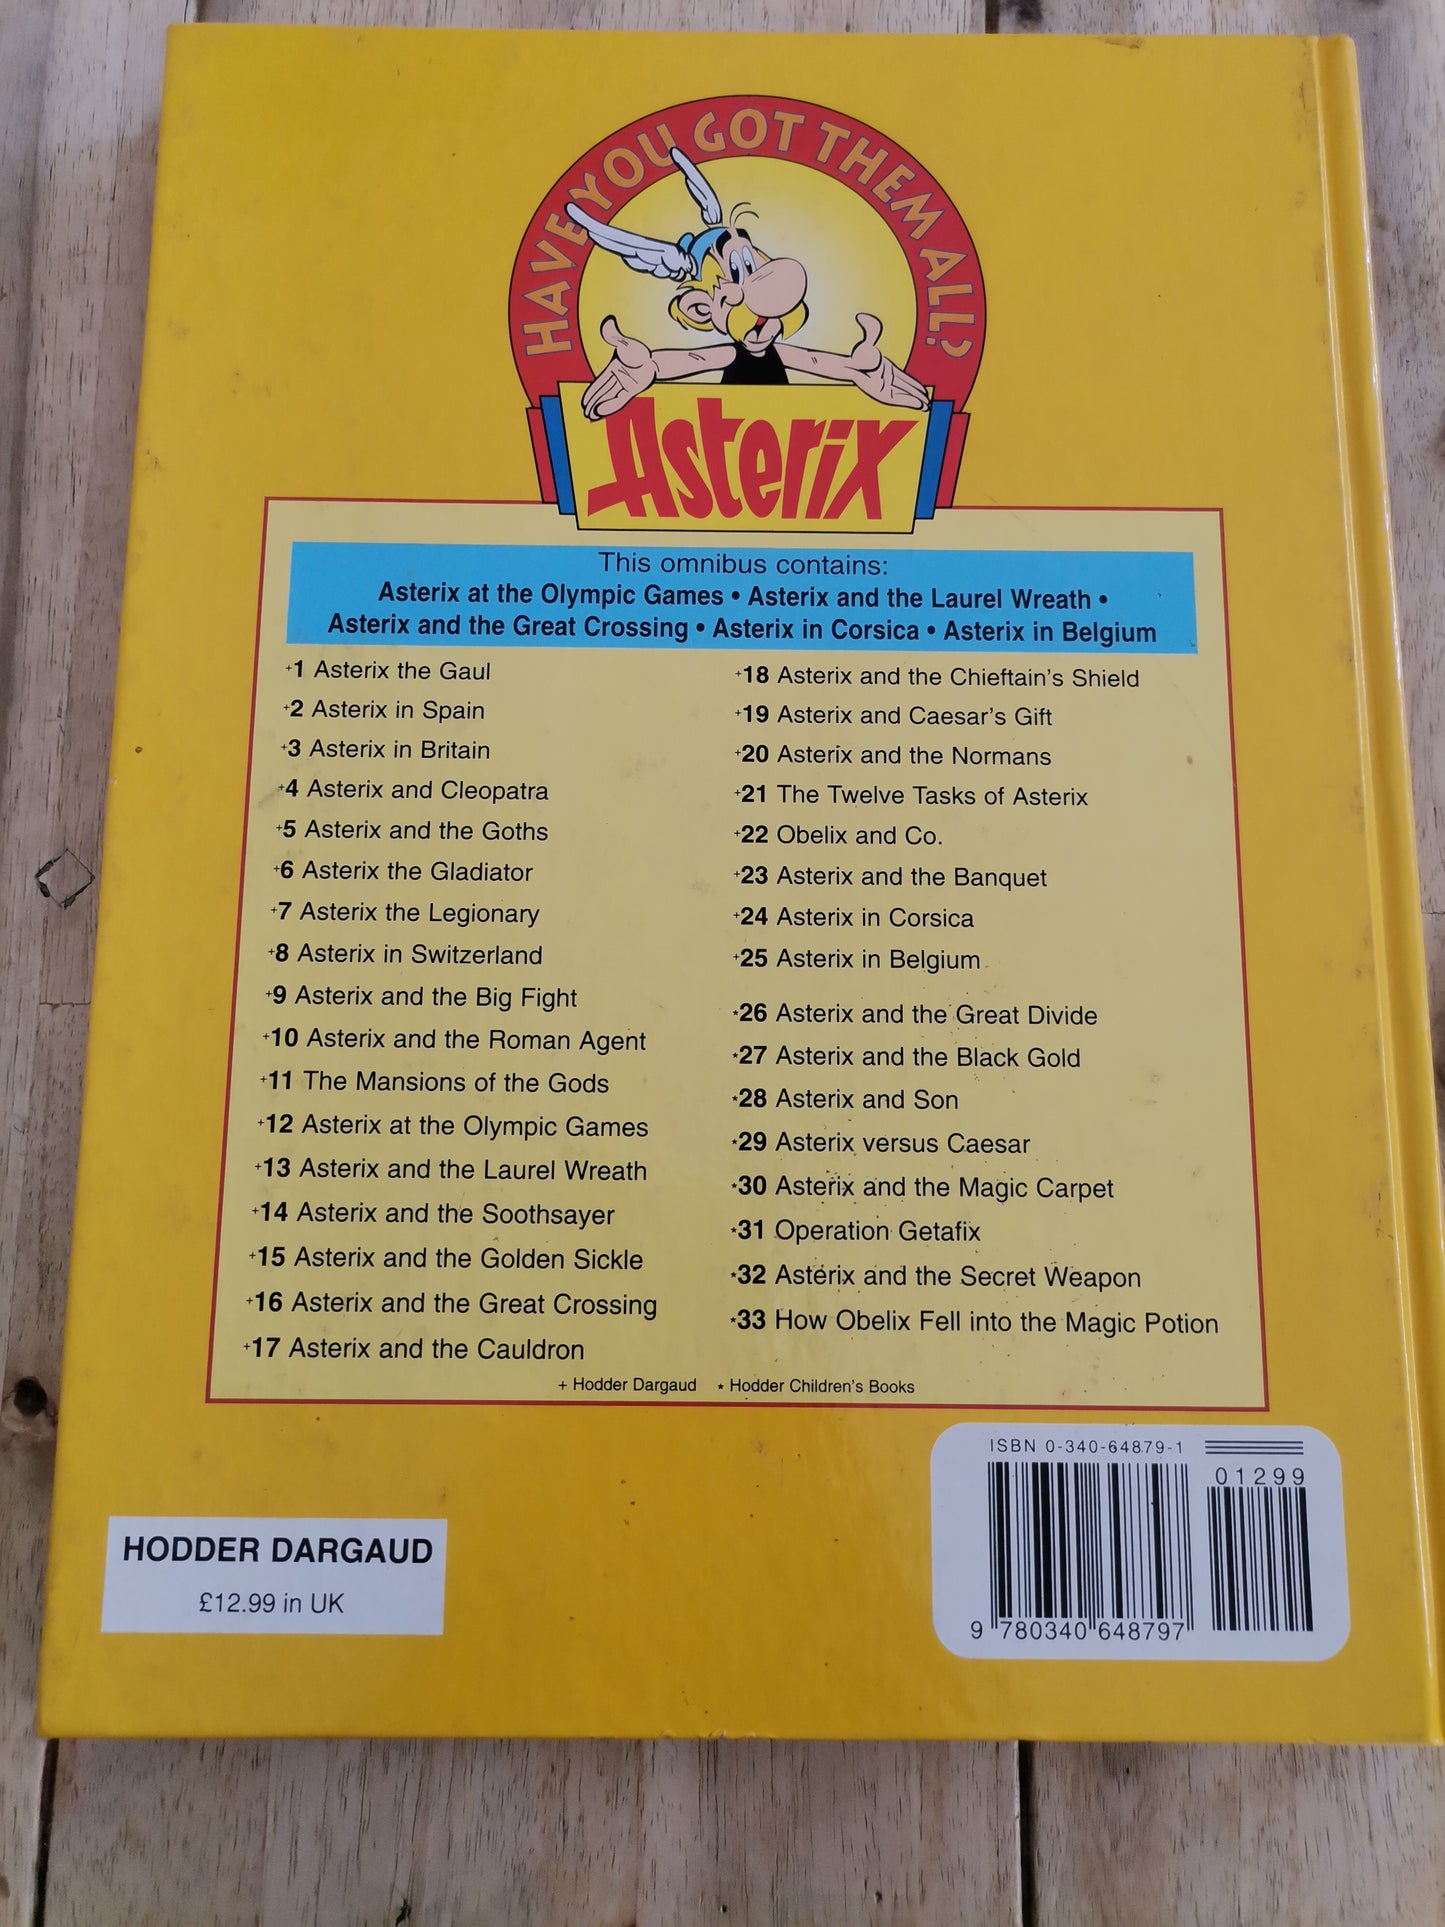 HAVE YOU GOT THEM ALL?
Asterix
This omnibus contains:
Asterix at the Olympic Games • Asterix and the Laurel Wreath •
Asterix and the Great Crossing • Asterix in Corsica • Asterix in Belgium
+1 Asterix the Gaul
+2 Asterix in Spain
+3 Asterix in Britain
+4 Asterix and Cleopatra
+5 Asterix and the Goths
+6 Asterix the Gladiator
+7 Asterix the Legionary
+8 Asterix in Switzerland
+9 Asterix and the Big Fight
+10 Asterix and the Roman Agent
+11 The Mansions of the Gods
+12 Asterix at the Olympic Games
+13 Asterix and the Laurel Wreath
+14 Asterix and the Soothsayer
+15 Asterix and the Golden Sickle
+16 Asterix and the Great Crossing
+17 Asterix and the Cauldron
+18 Asterix and the Chieftain's Shield
+19 Asterix and Caesar's Gift
+20 Asterix and the Normans
+21 The Twelve Tasks of Asterix
+22 Obelix and Co.
+23 Asterix and the Banquet
+24 Asterix in Corsica
+25 Asterix in Belgium
*26 Asterix and the Great Divide
*27 Asterix and the Black Gold
*28 Asterix and Son
*29 Asterix versus Caesar
*30 Asterix and the Magic Carpet
*31 Operation Getafix
*32 Asterix and the Secret Weapon
*33 How Obelix Fell into the Magic Potion
+ Hodder Dargaud * Hodder Children's Books
ISBN 0-340-64879-1
01299
9 780340 648797
HODDER DARGAUD
£12.99 in UK